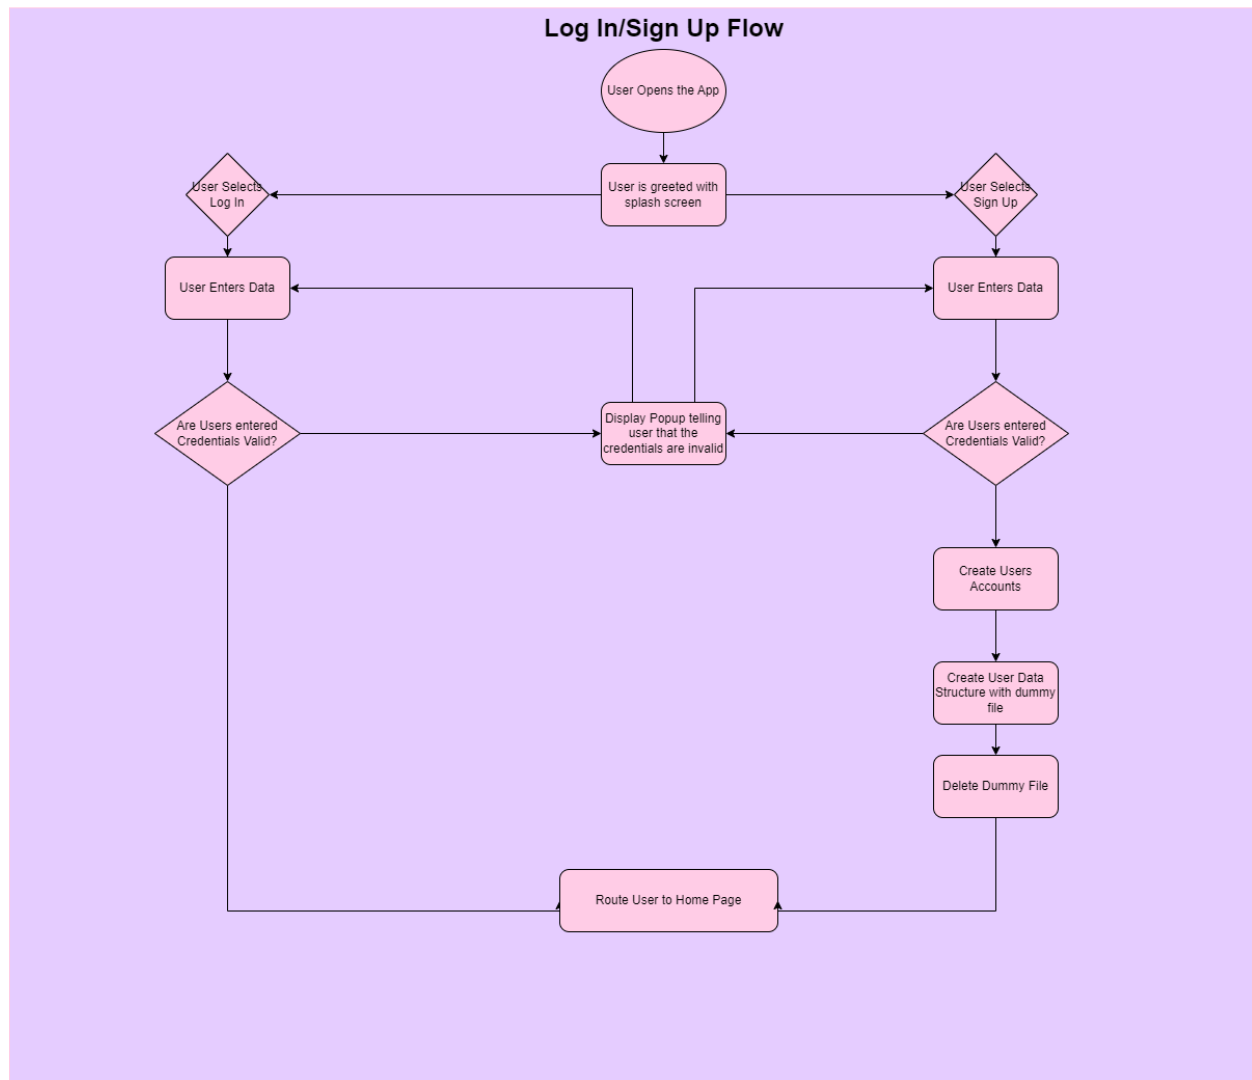 Log In/Sign Up Flow
User Opens the App
User Selects
Log In
User is greeted with
splash screen
User Selects
Sign Up
User Enters Data
User Enters Data
Are Users entered
Credentials Valid?
Display Popup telling
user that the
credentials are invalid
Are Users entered
Credentials Valid?
Create Users
Accounts
Create User Data
Structure with dummy
file
Delete Dummy File
Route User to Home Page